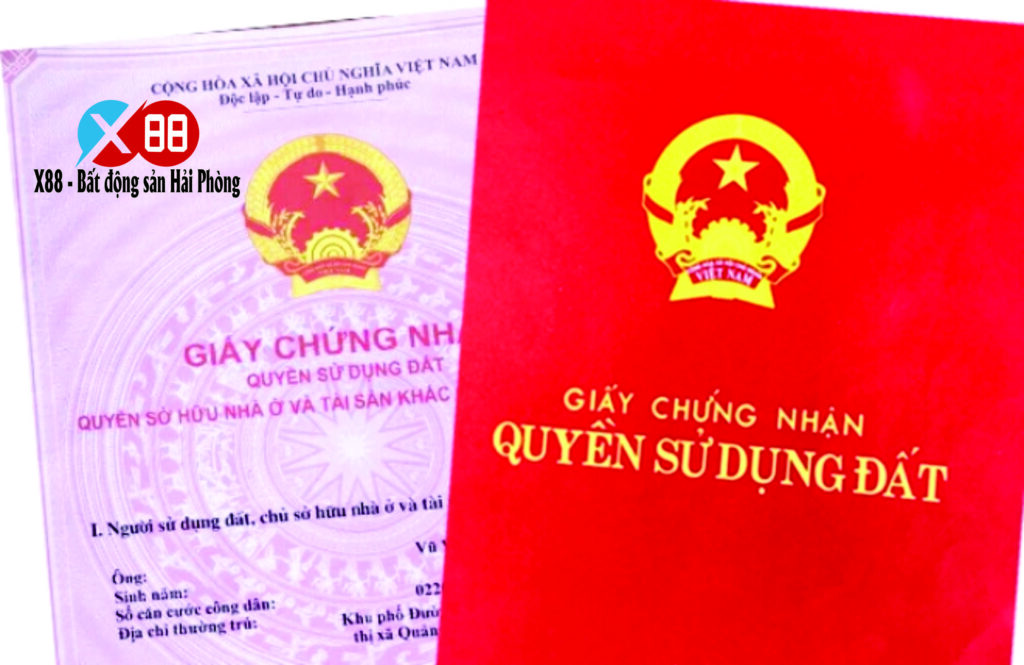 CỘNG HÒA XÃ HỘI CHỦ NGHĨA VIỆT NAM
Độc lập - Tự do - Hạnh phúc
X88
X88 - Bất động sản Hải Phòng
GIẤY CHỨNG NHẬ
QUYỀN SỬ DỤNG ĐẤT
QUYỀN SỞ HỮU NHÀ Ở VÀ TÀI SẢN KHÁC
I. Người sử dụng đất, chủ sở hữu nhà ở và tài
Vũ
Ông:
Sinh năm:
Số căn cước công dân: 022
Địa chỉ thường trú: Khu phố Đườ
thị xã Quản
VIỆT NAM
GIẤY CHỨNG NHẬN
QUYỀN SỬ DỤNG ĐẤT